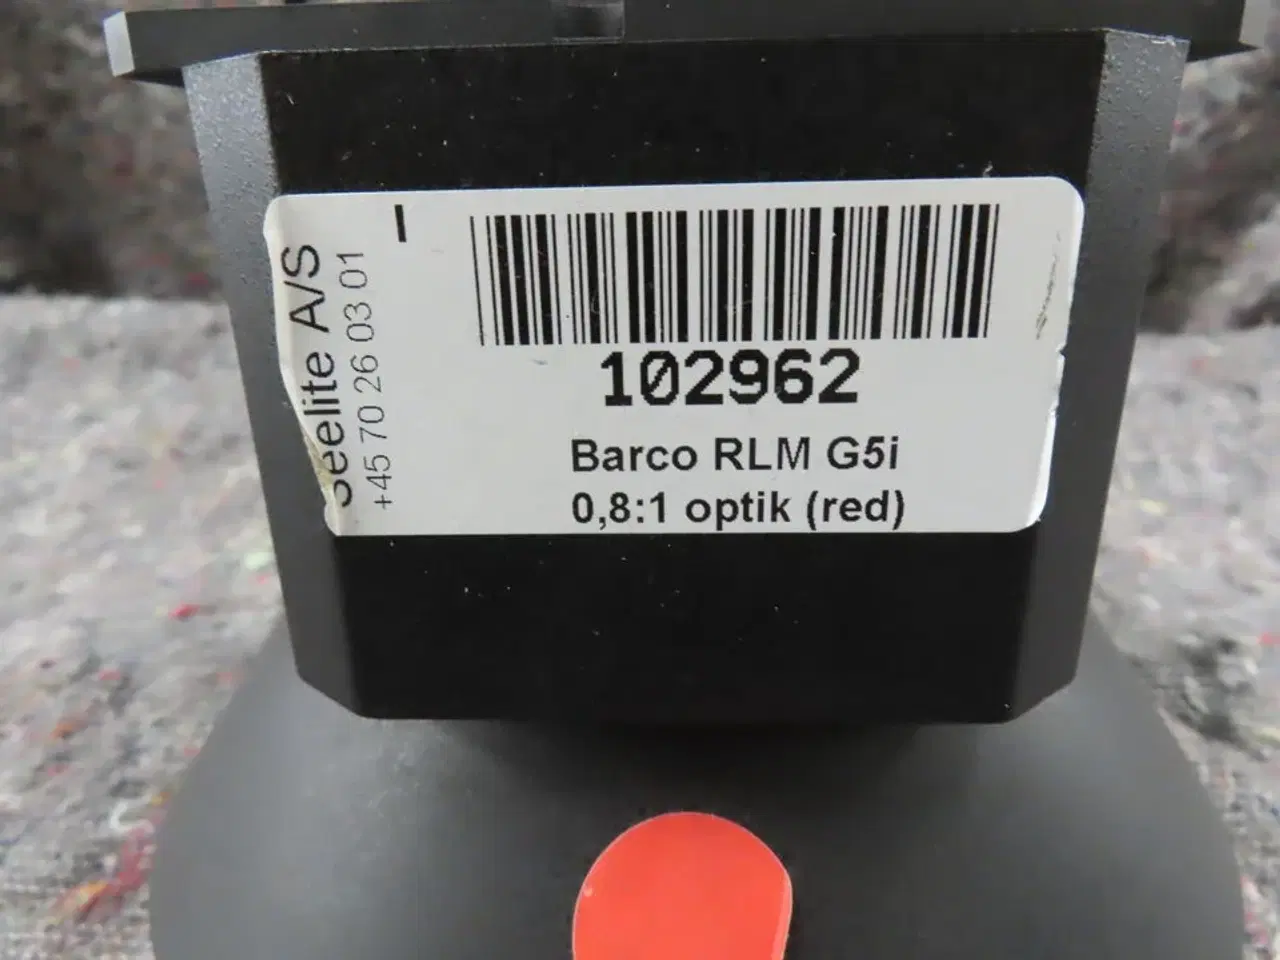 Seelite A/S
+45 70 26 03 01
102962
Barco RLM G5i
0,8:1 optik (red)